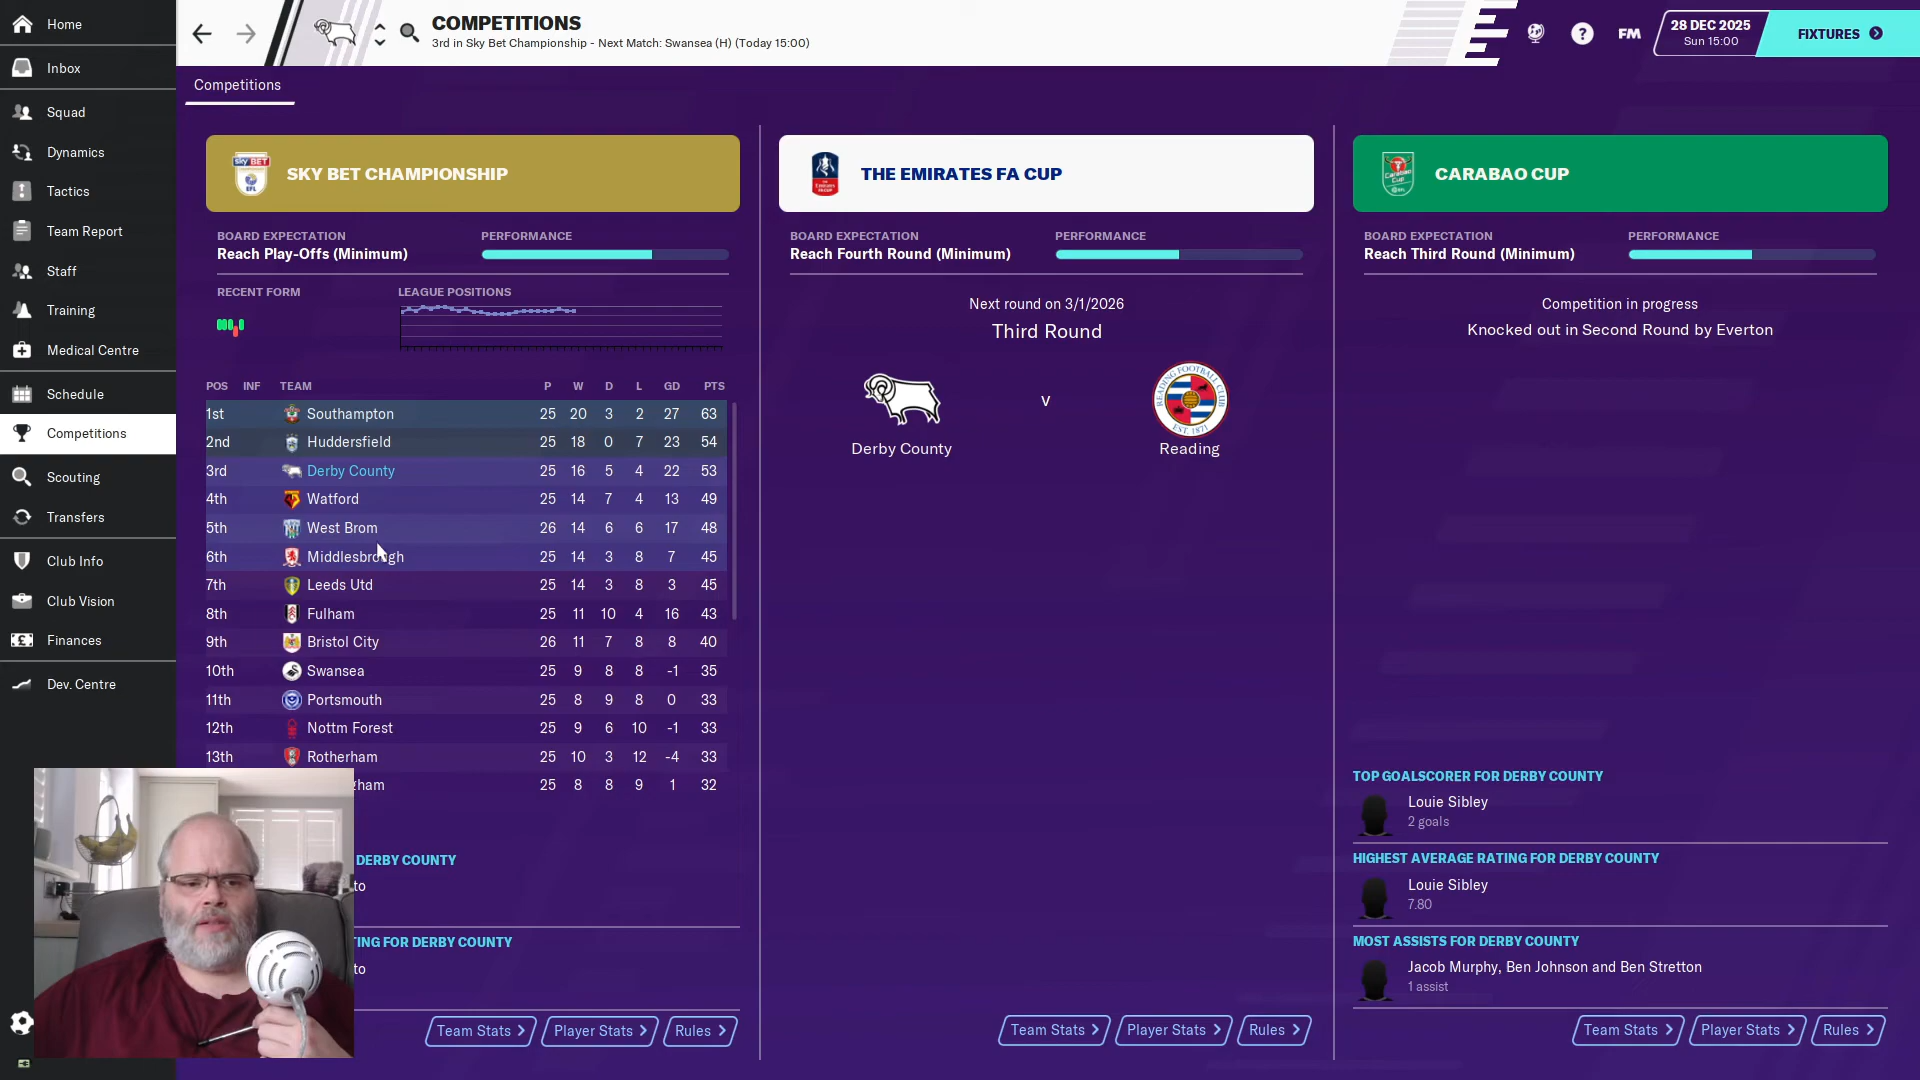 Home
Inbox
Squad
Dynamics
Tactics
Team Report
Staff
Training
Medical Centre
Schedule
Competitions
Scouting
Transfers
Club Info
Club Vision
Finances
Dev. Centre
COMPETITIONS
3rd in Sky Bet Championship - Next Match: Swansea (H) (Today 15:00)
FM
28 DEC 2025
Sun 15:00
FIXTURES
Competitions
SKY BET CHAMPIONSHIP
BOARD EXPECTATION PERFORMANCE
Reach Play-Offs (Minimum)
RECENT FORM LEAGUE POSITIONS
POS INF TEAM P W D L GD PTS
1st Southampton 25 20 3 2 27 63
2nd Huddersfield 25 18 0 7 23 54
3rd Derby County 25 16 5 4 22 53
4th Watford 25 14 7 4 13 49
5th West Brom 26 14 6 6 17 48
6th Middlesbrough 25 14 3 8 7 45
7th Leeds Utd 25 14 3 8 3 45
8th Fulham 25 11 10 4 16 43
9th Bristol City 26 11 7 8 8 40
10th Swansea 25 9 8 8 -1 35
11th Portsmouth 25 8 9 8 0 33
12th Nottm Forest 25 9 6 10 -1 33
13th Rotherham 25 10 3 12 -4 33
gham 25 8 8 9 1 32
DERBY COUNTY
to
TING FOR DERBY COUNTY
to
Team Stats Player Stats Rules
THE EMIRATES FA CUP
BOARD EXPECTATION PERFORMANCE
Reach Fourth Round (Minimum)
Next round on 3/1/2026
Third Round
v
Derby County Reading
Team Stats Player Stats Rules
CARABAO CUP
BOARD EXPECTATION PERFORMANCE
Reach Third Round (Minimum)
Competition in progress
Knocked out in Second Round by Everton
TOP GOALSCORER FOR DERBY COUNTY
Louie Sibley
2 goals
HIGHEST AVERAGE RATING FOR DERBY COUNTY
Louie Sibley
7.80
MOST ASSISTS FOR DERBY COUNTY
Jacob Murphy, Ben Johnson and Ben Stretton
1 assist
Team Stats Player Stats Rules